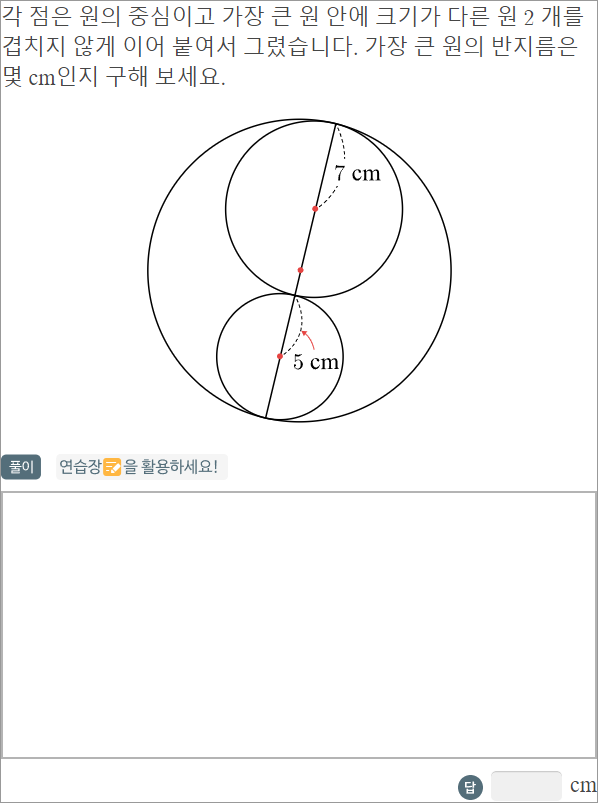 각 점은 원의 중심이고 가장 큰 원 안에 크기가 다른 원 2 개를
겹치지 않게 이어 붙여서 그렸습니다. 가장 큰 원의 반지름은
몇 cm인지 구해 보세요.
7 cm
5 cm
풀이 연습장 을 활용하세요!
답 cm